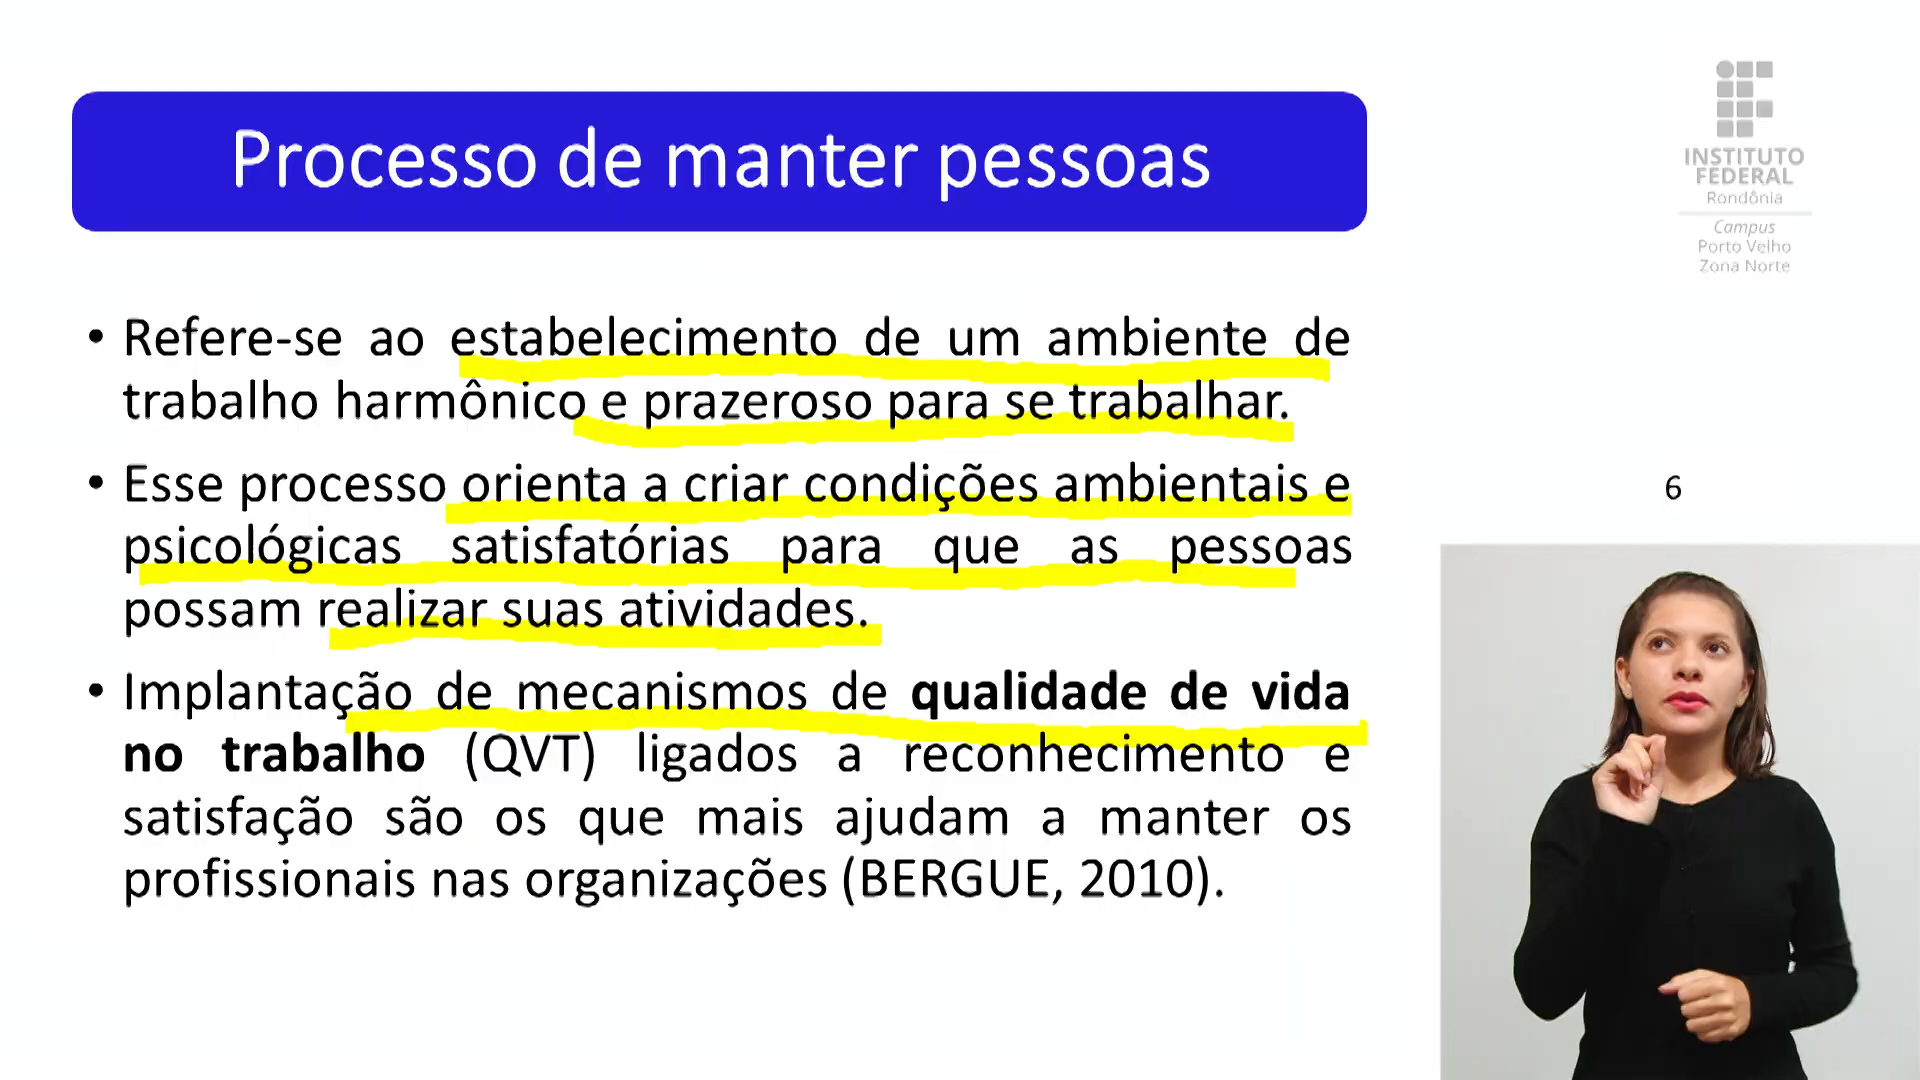 Processo de manter pessoas
INSTITUTO
FEDERAL
Rondônia
Campus
Porto Velho
Zona Norte
• Refere-se ao estabelecimento de um ambiente de
trabalho harmônico e prazeroso para se trabalhar.
• Esse processo orienta a criar condições ambientais e
psicológicas satisfatórias para que as pessoas
possam realizar suas atividades.
• Implantação de mecanismos de qualidade de vida
no trabalho (QVT) ligados a reconhecimento e
satisfação são os que mais ajudam a manter os
profissionais nas organizações (BERGUE, 2010).
6